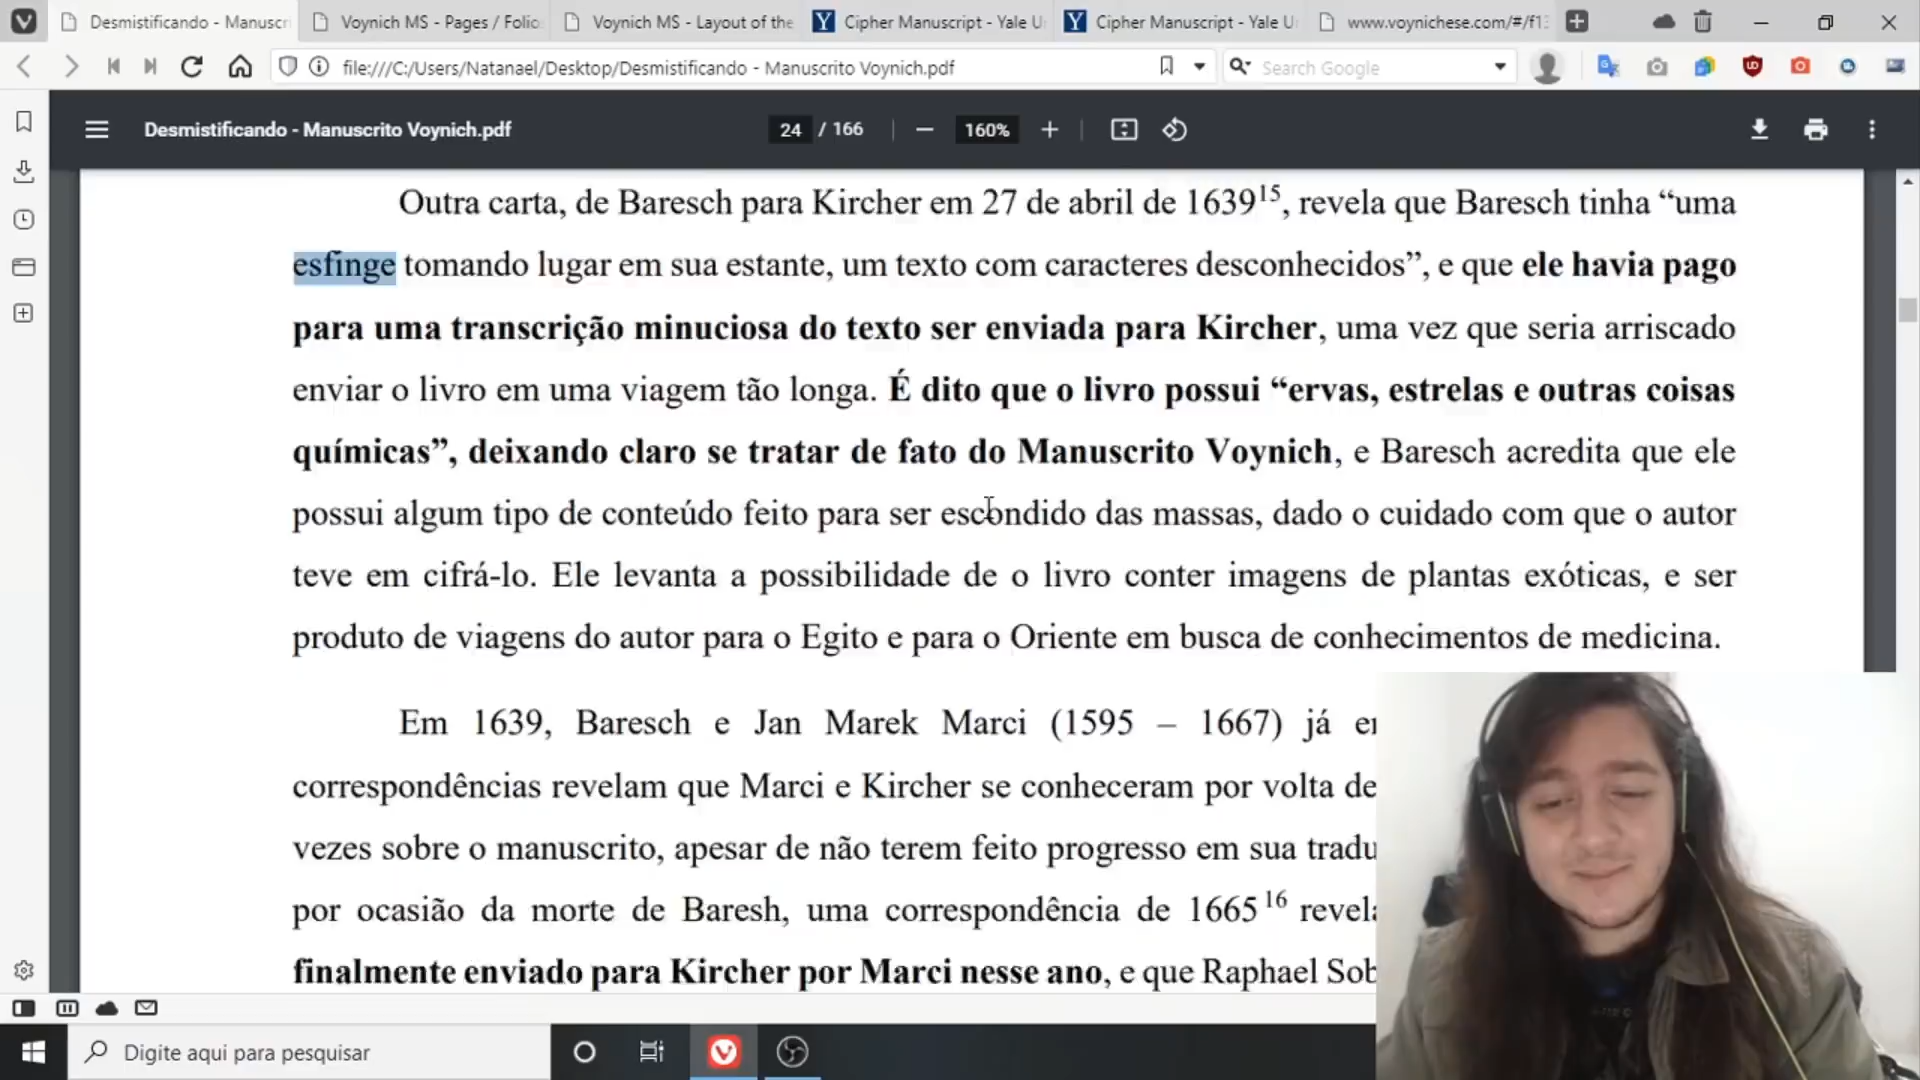 Desmistificando - Manuscri
Voynich MS - Pages / Folio
Voynich MS - Layout of the
Cipher Manuscript - Yale U
Cipher Manuscript - Yale U
www.voynichese.com/#/f1
file:///C:/Users/Natanael/Desktop/Desmistificando - Manuscrito Voynich.pdf
Search Google
Desmistificando - Manuscrito Voynich.pdf
24 / 166
160%
Outra carta, de Baresch para Kircher em 27 de abril de 1639¹⁵, revela que Baresch tinha “uma
esfinge tomando lugar em sua estante, um texto com caracteres desconhecidos”, e que ele havia pago
para uma transcrição minuciosa do texto ser enviada para Kircher, uma vez que seria arriscado
enviar o livro em uma viagem tão longa. É dito que o livro possui “ervas, estrelas e outras coisas
químicas”, deixando claro se tratar de fato do Manuscrito Voynich, e Baresch acredita que ele
possui algum tipo de conteúdo feito para ser escondido das massas, dado o cuidado com que o autor
teve em cifrá-lo. Ele levanta a possibilidade de o livro conter imagens de plantas exóticas, e ser
produto de viagens do autor para o Egito e para o Oriente em busca de conhecimentos de medicina.
Em 1639, Baresch e Jan Marek Marci (1595 – 1667) já er
correspondências revelam que Marci e Kircher se conheceram por volta de
vezes sobre o manuscrito, apesar de não terem feito progresso em sua tradu
por ocasião da morte de Baresh, uma correspondência de 1665¹⁶ revela
finalmente enviado para Kircher por Marci nesse ano, e que Raphael Sob
Digite aqui para pesquisar